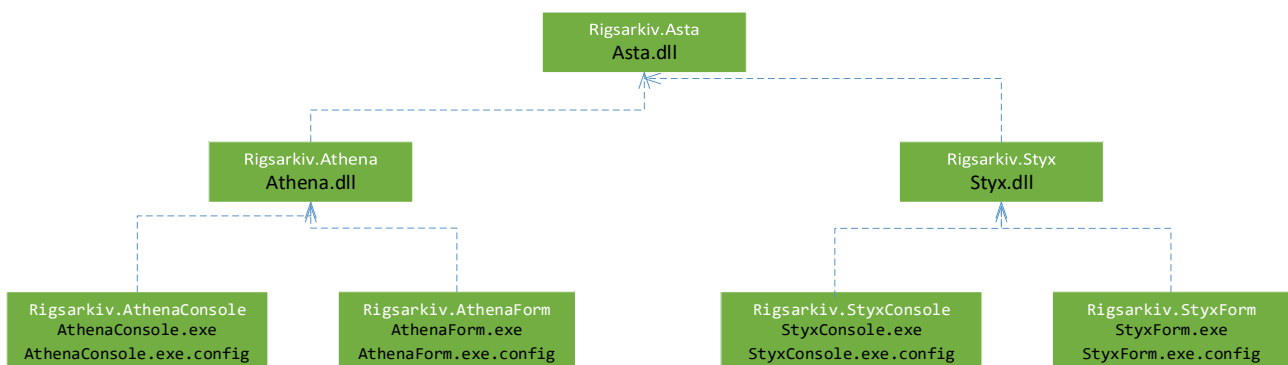 Rigsarkiv.Asta
Asta.dll
Rigsarkiv.Athena
Athena.dll
Rigsarkiv.Styx
Styx.dll
Rigsarkiv.AthenaConsole
AthenaConsole.exe
AthenaConsole.exe.config
Rigsarkiv.AthenaForm
AthenaForm.exe
AthenaForm.exe.config
Rigsarkiv.StyxConsole
StyxConsole.exe
StyxConsole.exe.config
Rigsarkiv.StyxForm
StyxForm.exe
StyxForm.exe.config